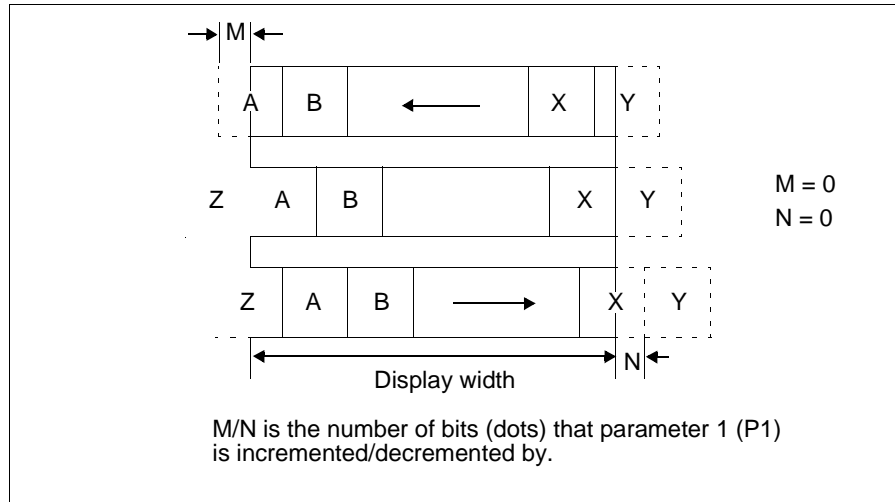 M
A B X Y
Z A B X Y
M = 0
N = 0
Z A B X Y
N
Display width
M/N is the number of bits (dots) that parameter 1 (P1)
is incremented/decremented by.